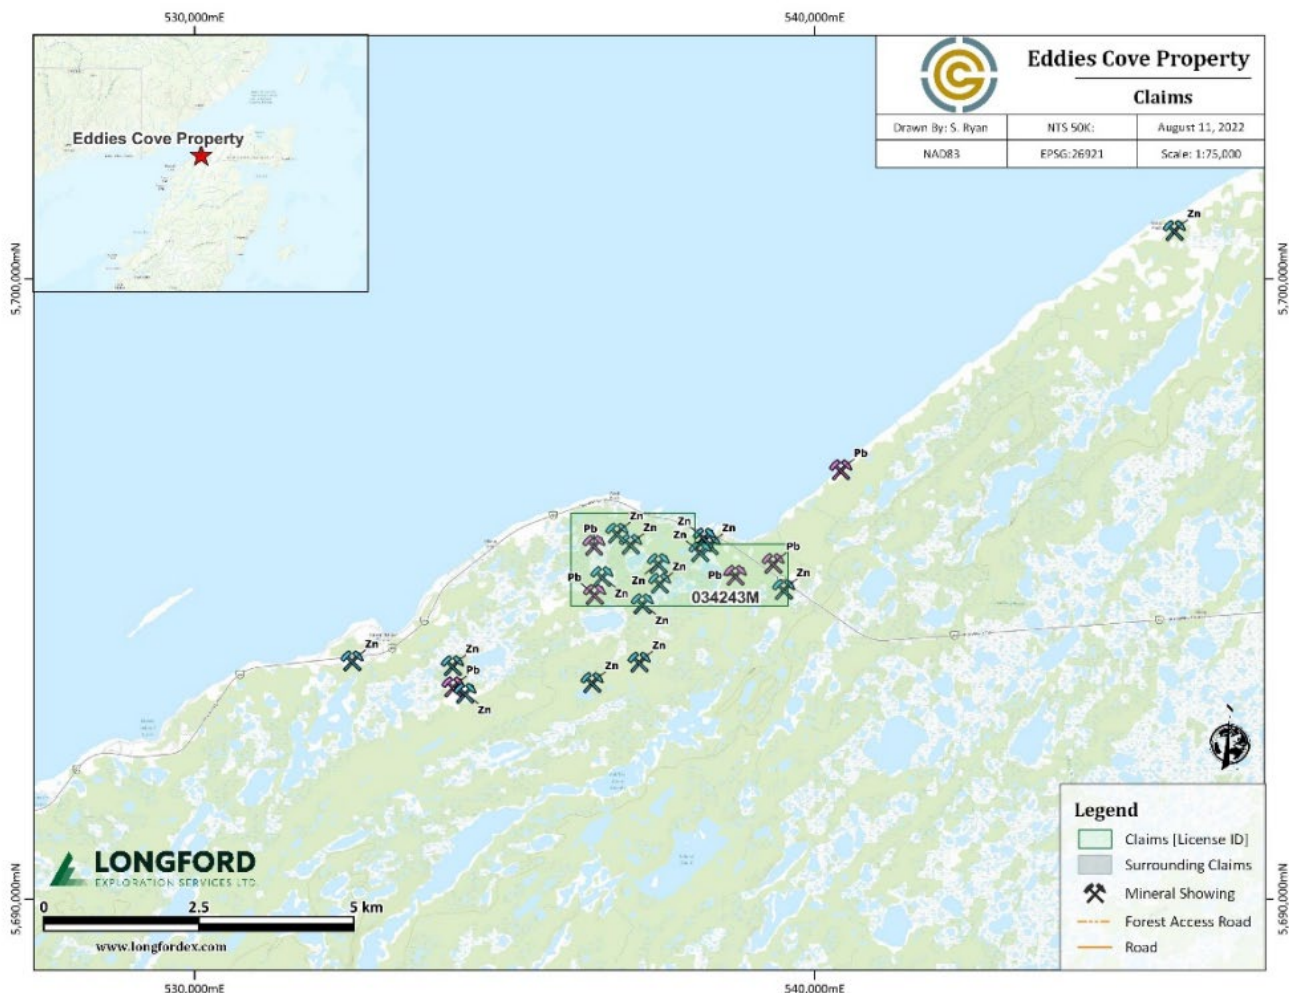 530,000mE
540,000mE
Eddies Cove Property
Claims
Drawn By: S. Ryan
NTS 50K:
August 11, 2022
NAD83
EPSG:26921
Scale: 1:75,000
Eddies Cove Property
5,700,000mN
5,700,000mN
Zn
Pb
Zn
Zn
Zn
Pb
Zn
Zn
Zn
Pb
Pb
Zn
Pb
Zn
Zn
Zn
034243M
Zn
Zn
Zn
Zn
Pb
Zn
Zn
Legend
Claims [License ID]
Surrounding Claims
Mineral Showing
Forest Access Road
Road
LONGFORD
EXPLORATION SERVICES LTD.
0 2.5 5 km
www.longfordex.com
5,690,000mN
5,690,000mN
530,000mE
540,000mE